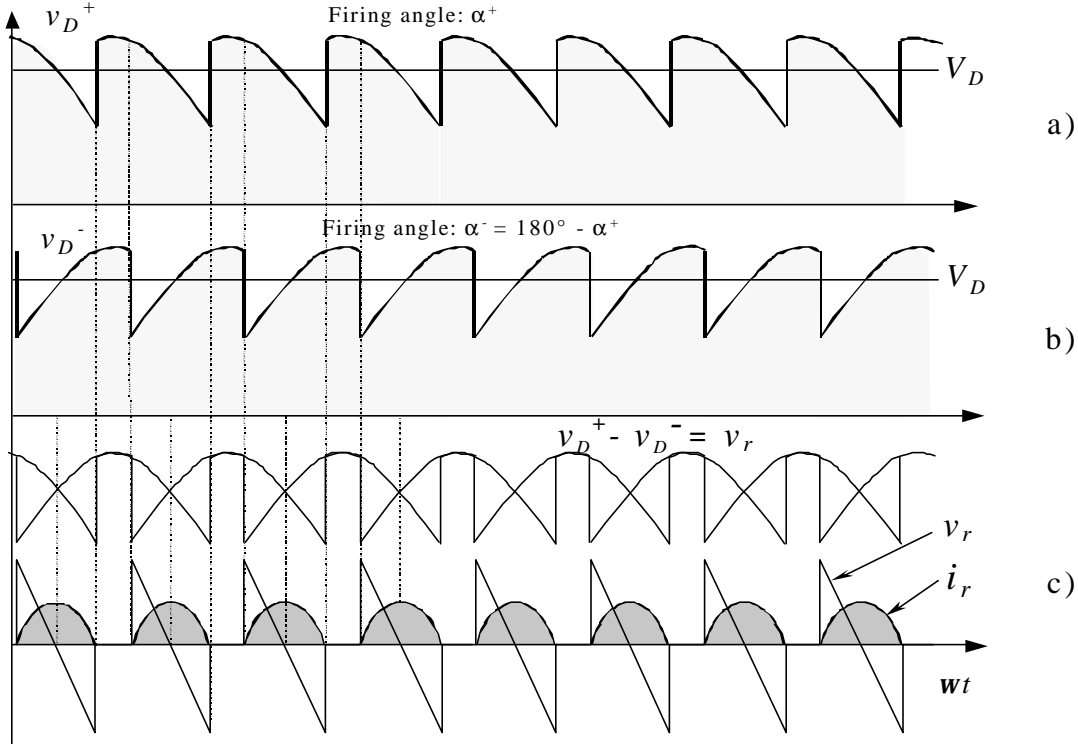 v_D^+
Firing angle: α⁺
V_D
a)
v_D^-
Firing angle: α⁻ = 180° - α⁺
V_D
b)
v_D^+ - v_D^- = v_r
v_r
i_r
c)
wt